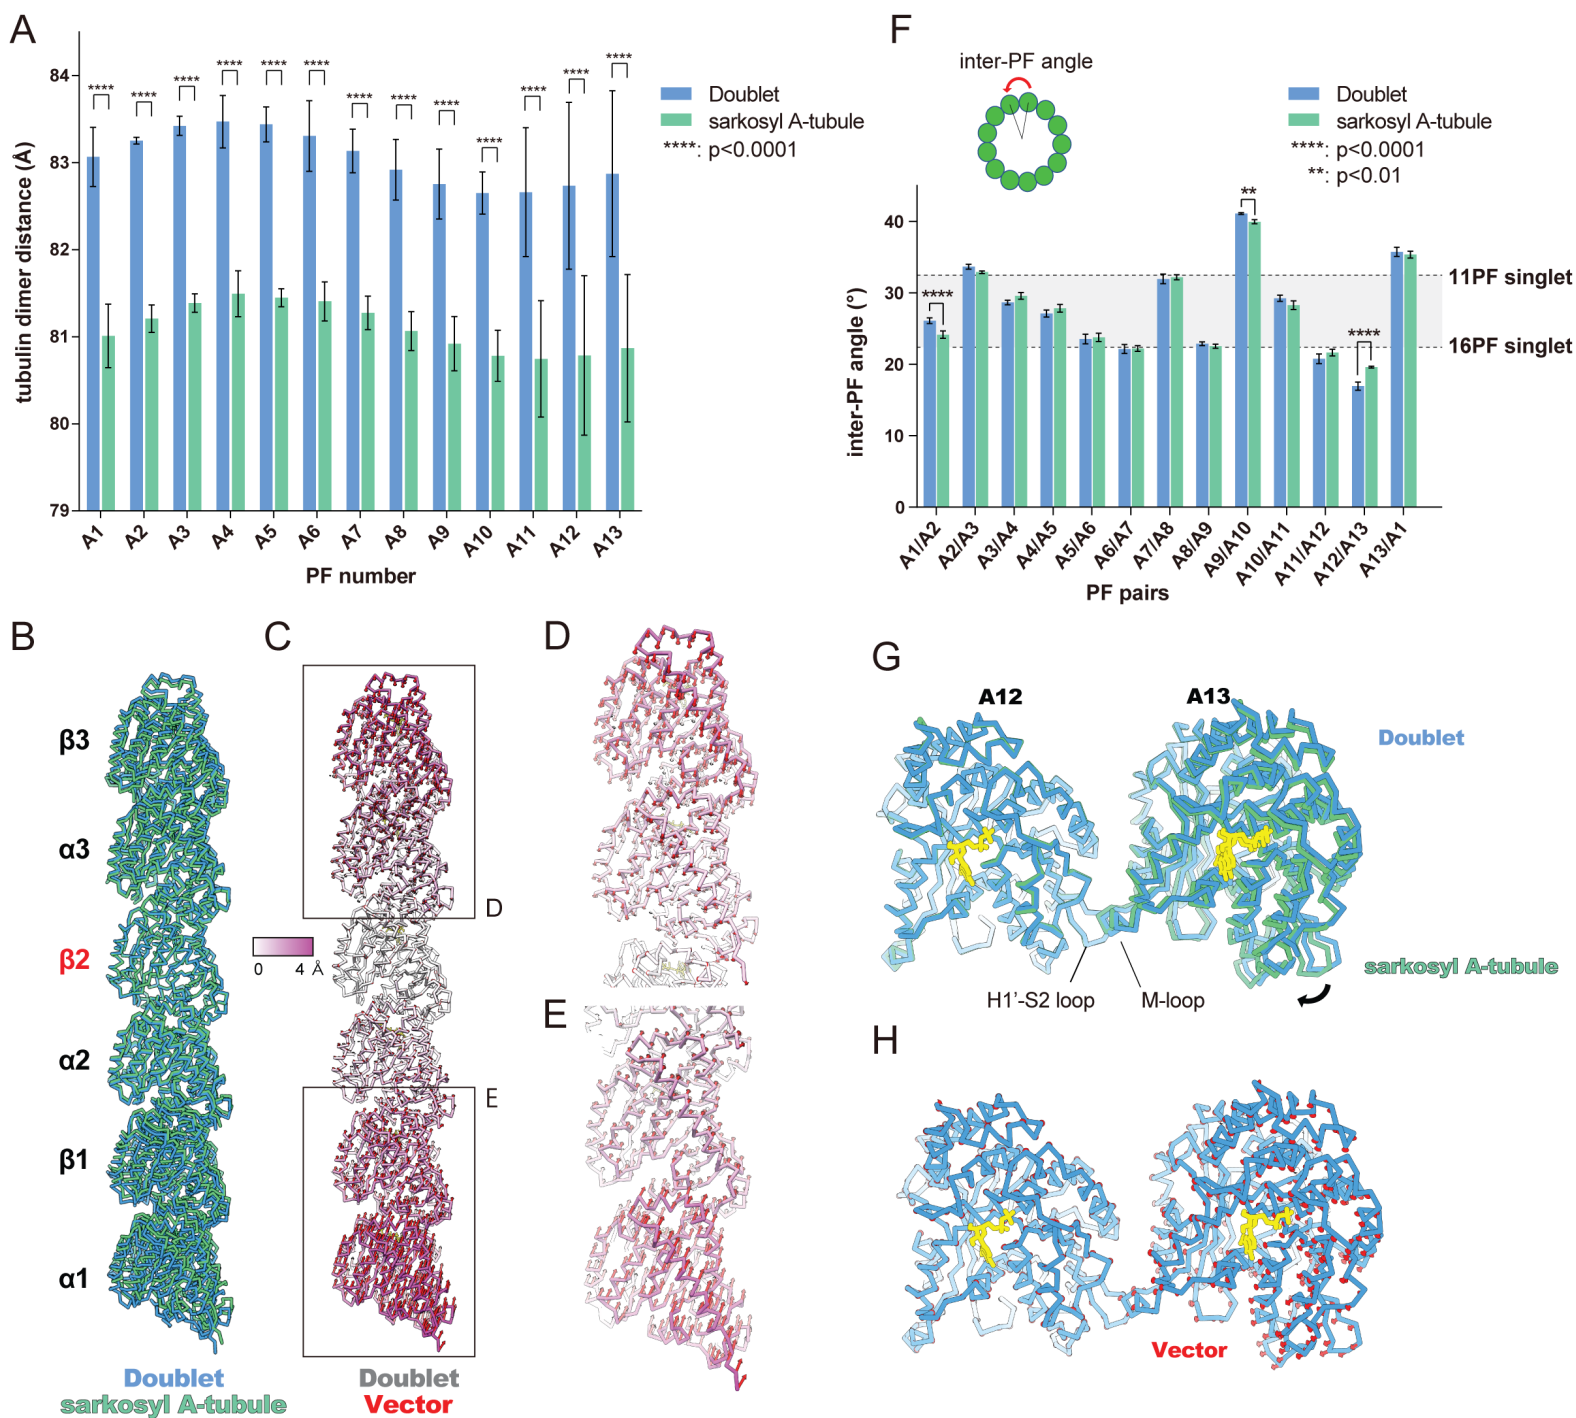 A
tubulin dimer distance (Å)
84
83
82
81
80
79
****
****
****
****
****
****
****
****
****
****
****
****
****
Doublet
sarkosyl A-tubule
****: p<0.0001
A1
A2
A3
A4
A5
A6
A7
A8
A9
A10
A11
A12
A13
PF number
F
inter-PF angle
Doublet
sarkosyl A-tubule
****: p<0.0001
**: p<0.01
inter-PF angle (°)
40
30
20
10
0
****
**
****
11PF singlet
16PF singlet
A1/A2
A2/A3
A3/A4
A4/A5
A5/A6
A6/A7
A7/A8
A8/A9
A9/A10
A10/A11
A11/A12
A12/A13
A13/A1
PF pairs
B
β3
α3
β2
α2
β1
α1
Doublet
sarkosyl A-tubule
C
D
0 4 Å
E
Doublet
Vector
D
E
G
A12
A13
Doublet
sarkosyl A-tubule
H1'-S2 loop
M-loop
H
Vector